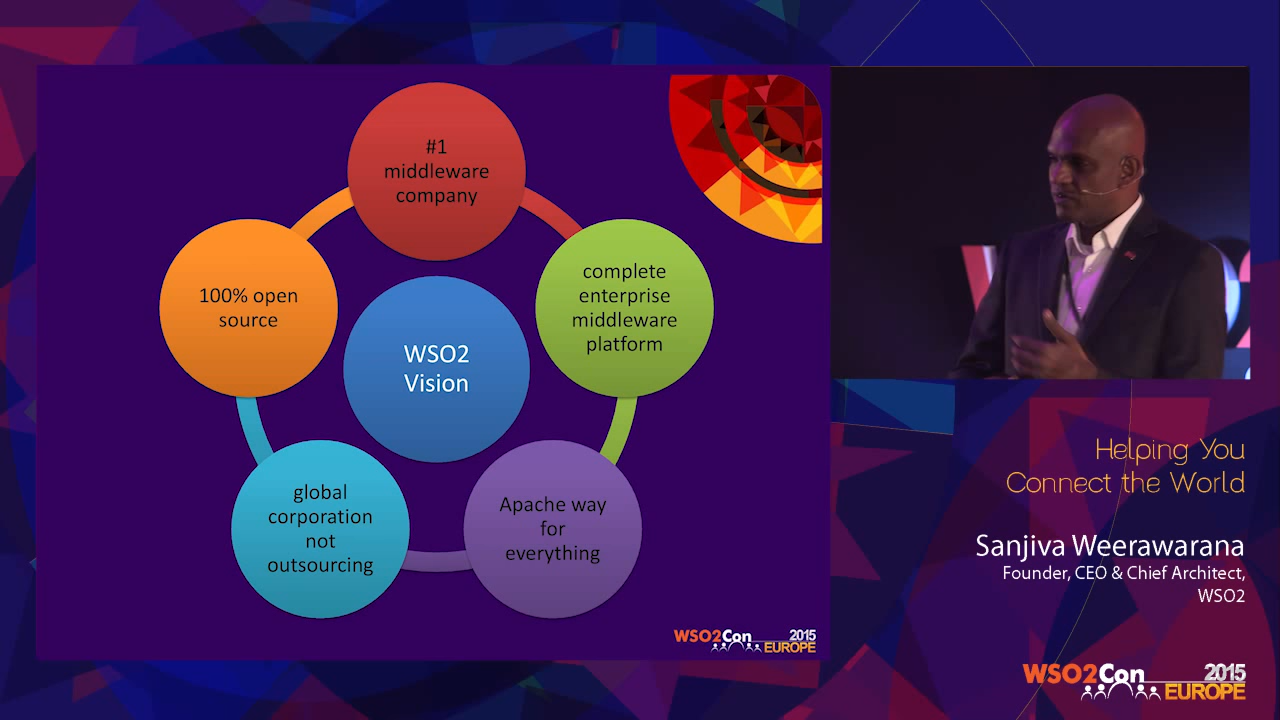 #1
middleware
company
complete
enterprise
middleware
platform
Apache way
for
everything
global
corporation
not
outsourcing
100% open
source
WSO2
Vision
WSO2Con 2015
EUROPE
Helping You
Connect the World
Sanjiva Weerawarana
Founder, CEO & Chief Architect,
WSO2
WSO2Con 2015
EUROPE